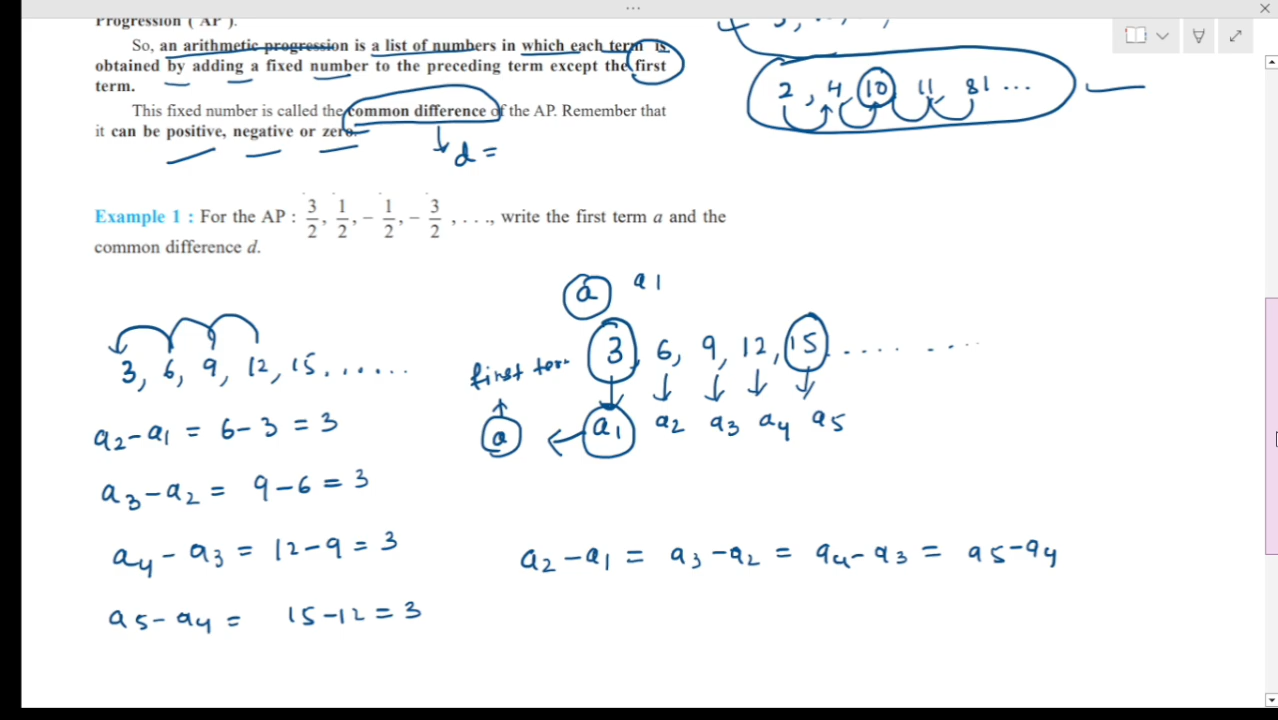 Progression ( AP ).
So, an arithmetic progression is a list of numbers in which each term is
obtained by adding a fixed number to the preceding term except the first
term.
2, 4, 10, 11, 81 ...
This fixed number is called the common difference of the AP. Remember that
it can be positive, negative or zero.
d =
Example 1 : For the AP : 3/2, 1/2, – 1/2, – 3/2, . . ., write the first term a and the
common difference d.
a a1
3, 6, 9, 12, 15......
a2-a1 = 6-3 = 3
a3-a2 = 9-6 = 3
a4-a3 = 12-9 = 3
a5-a4 = 15-12 = 3
3, 6, 9, 12, 15.... ....
first ter.
a a1 a2 a3 a4 a5
a2-a1 = a3-a2 = a4-a3 = a5-a4